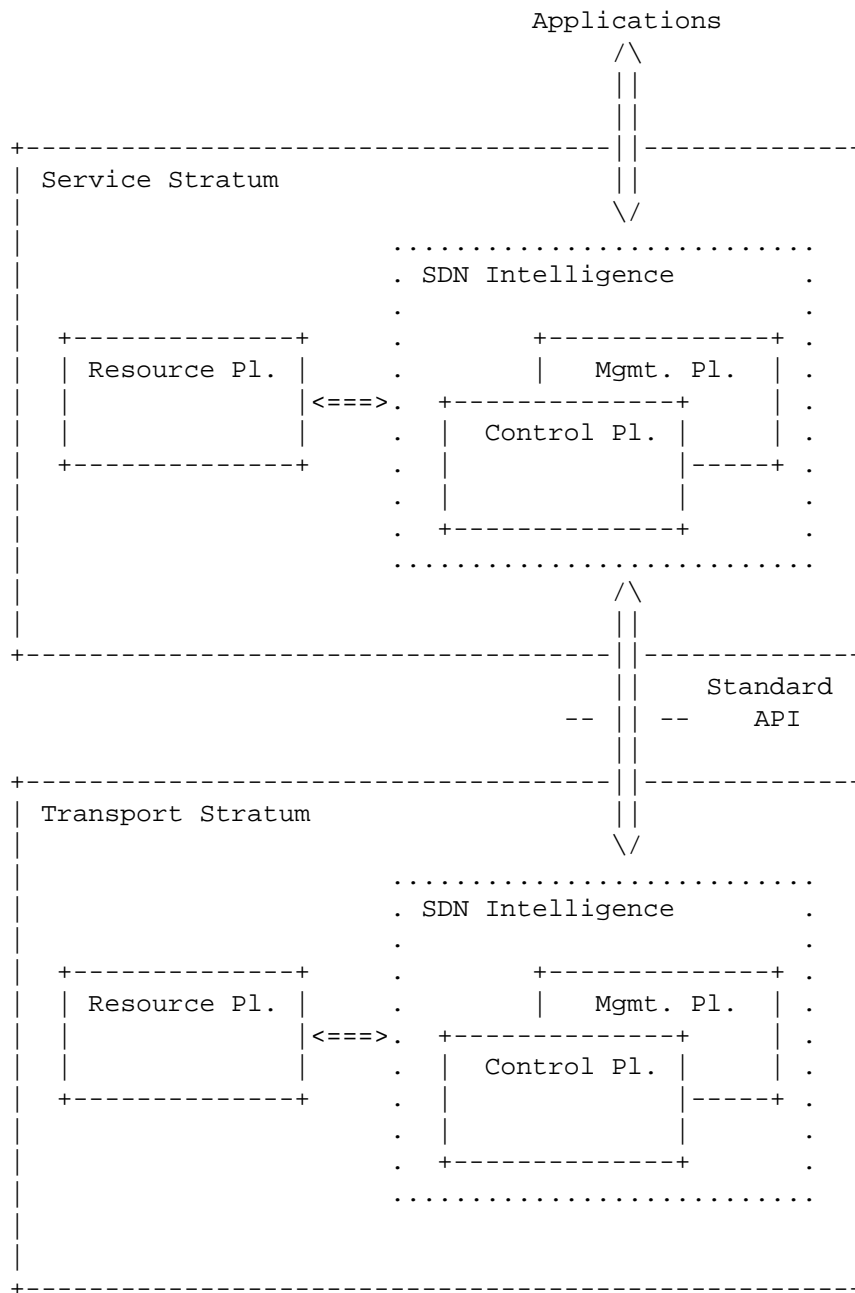 Applications
Service Stratum
SDN Intelligence
Resource Pl.
Mgmt. Pl.
Control Pl.
Standard
API
Transport Stratum
SDN Intelligence
Resource Pl.
Mgmt. Pl.
Control Pl.